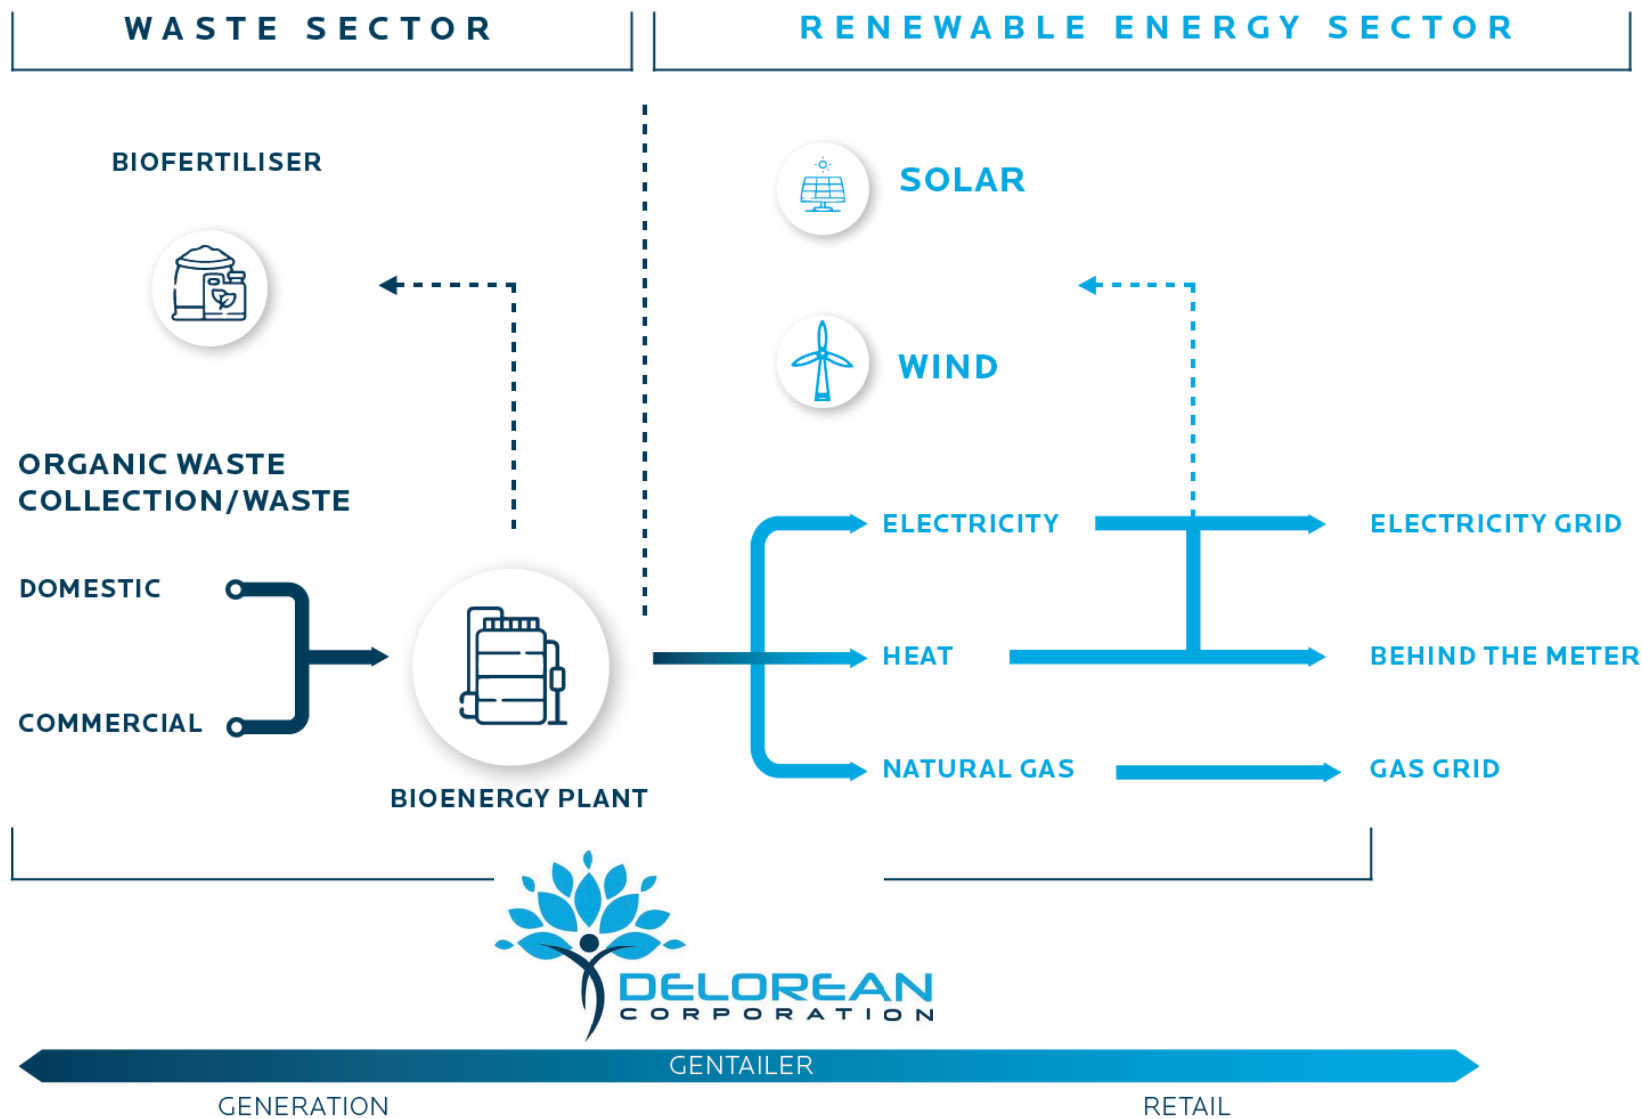 WASTE SECTOR
RENEWABLE ENERGY SECTOR
BIOFERTILISER
SOLAR
WIND
ORGANIC WASTE
COLLECTION/WASTE
DOMESTIC
COMMERCIAL
BIOENERGY PLANT
ELECTRICITY
ELECTRICITY GRID
HEAT
BEHIND THE METER
NATURAL GAS
GAS GRID
DELOREAN
CORPORATION
GENTAILER
GENERATION
RETAIL